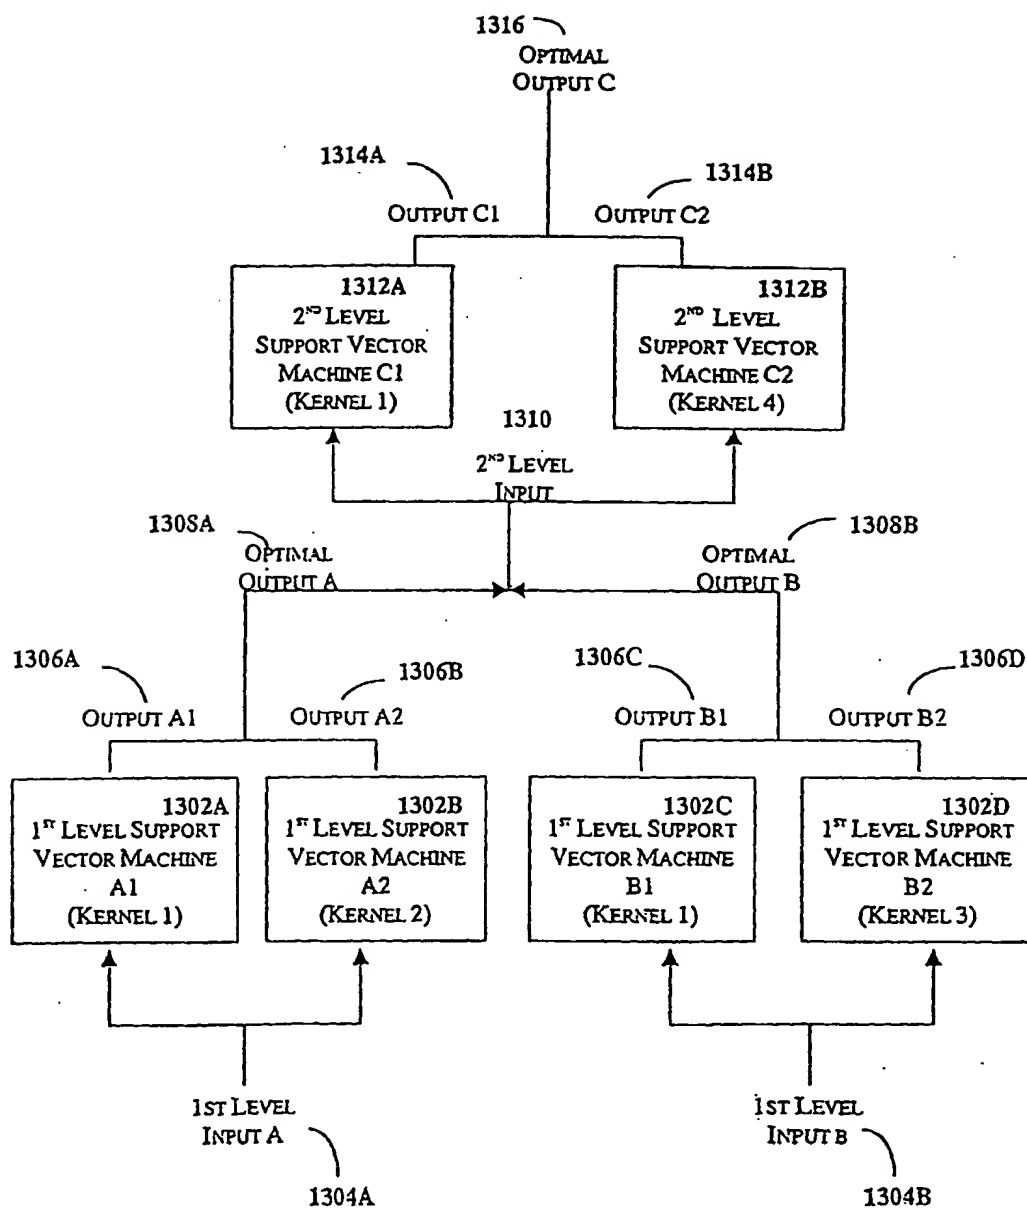 1316
OPTIMAL
OUTPUT C
1314A
1314B
OUTPUT C1
OUTPUT C2
1312A
2ND LEVEL
SUPPORT VECTOR
MACHINE C1
(KERNEL 1)
1312B
2ND LEVEL
SUPPORT VECTOR
MACHINE C2
(KERNEL 4)
1310
2ND LEVEL
INPUT
1308A
OPTIMAL
OUTPUT A
1308B
OPTIMAL
OUTPUT B
1306A
OUTPUT A1
1306B
OUTPUT A2
1306C
OUTPUT B1
1306D
OUTPUT B2
1302A
1ST LEVEL SUPPORT
VECTOR MACHINE
A1
(KERNEL 1)
1302B
1ST LEVEL SUPPORT
VECTOR MACHINE
A2
(KERNEL 2)
1302C
1ST LEVEL SUPPORT
VECTOR MACHINE
B1
(KERNEL 1)
1302D
1ST LEVEL SUPPORT
VECTOR MACHINE
B2
(KERNEL 3)
1ST LEVEL
INPUT A
1304A
1ST LEVEL
INPUT B
1304B